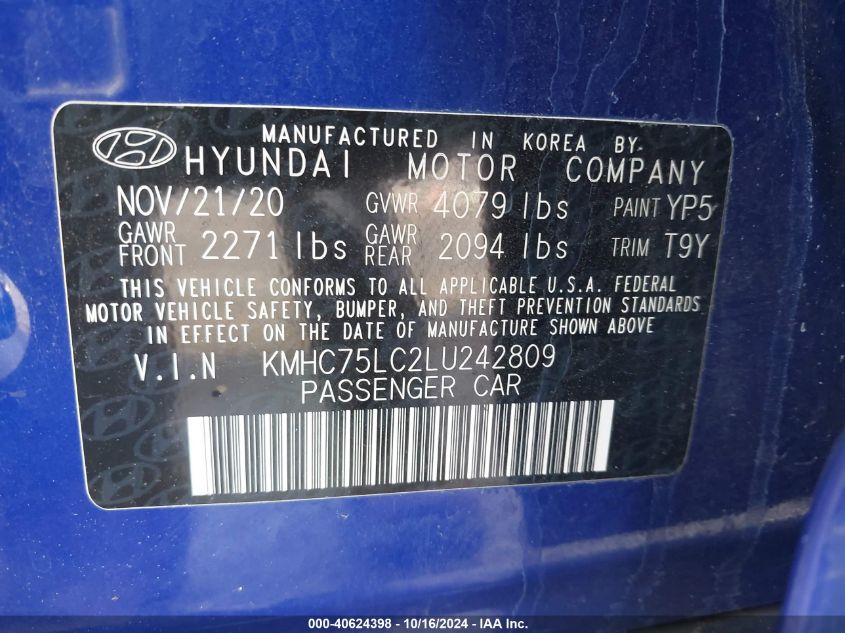 MANUFACTURED IN KOREA BY:
HYUNDAI MOTOR COMPANY
NOV/21/20 GVWR 4079 lbs PAINT YP5
GAWR FRONT 2271 lbs GAWR REAR 2094 lbs TRIM T9Y
THIS VEHICLE CONFORMS TO ALL APPLICABLE U.S.A. FEDERAL
MOTOR VEHICLE SAFETY, BUMPER, AND THEFT PREVENTION STANDARDS
IN EFFECT ON THE DATE OF MANUFACTURE SHOWN ABOVE
V.I.N KMHC75LC2LU242809
PASSENGER CAR
000-40624398 - 10/16/2024 - IAA Inc.